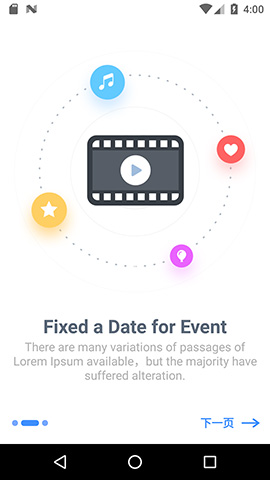 4:00
Fixed a Date for Event
There are many variations of passages of
Lorem Ipsum available，but the majority have
suffered alteration.
下一页